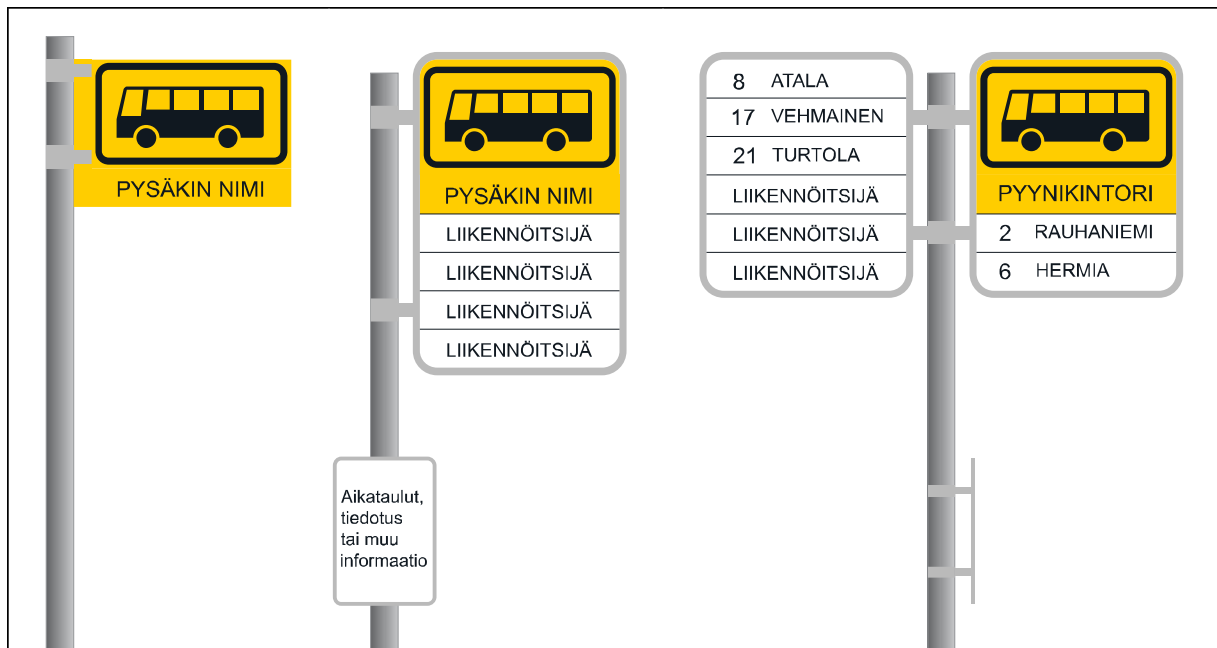 PYSÄKIN NIMI
PYSÄKIN NIMI
LIIKENNÖITSIJÄ
LIIKENNÖITSIJÄ
LIIKENNÖITSIJÄ
LIIKENNÖITSIJÄ
Aikataulut,
tiedotus
tai muu
informaatio
8 ATALA
17 VEHMAINEN
21 TURTOLA
LIIKENNÖITSIJÄ
LIIKENNÖITSIJÄ
LIIKENNÖITSIJÄ
PYYNIKINTORI
2 RAUHANIEMI
6 HERMIA